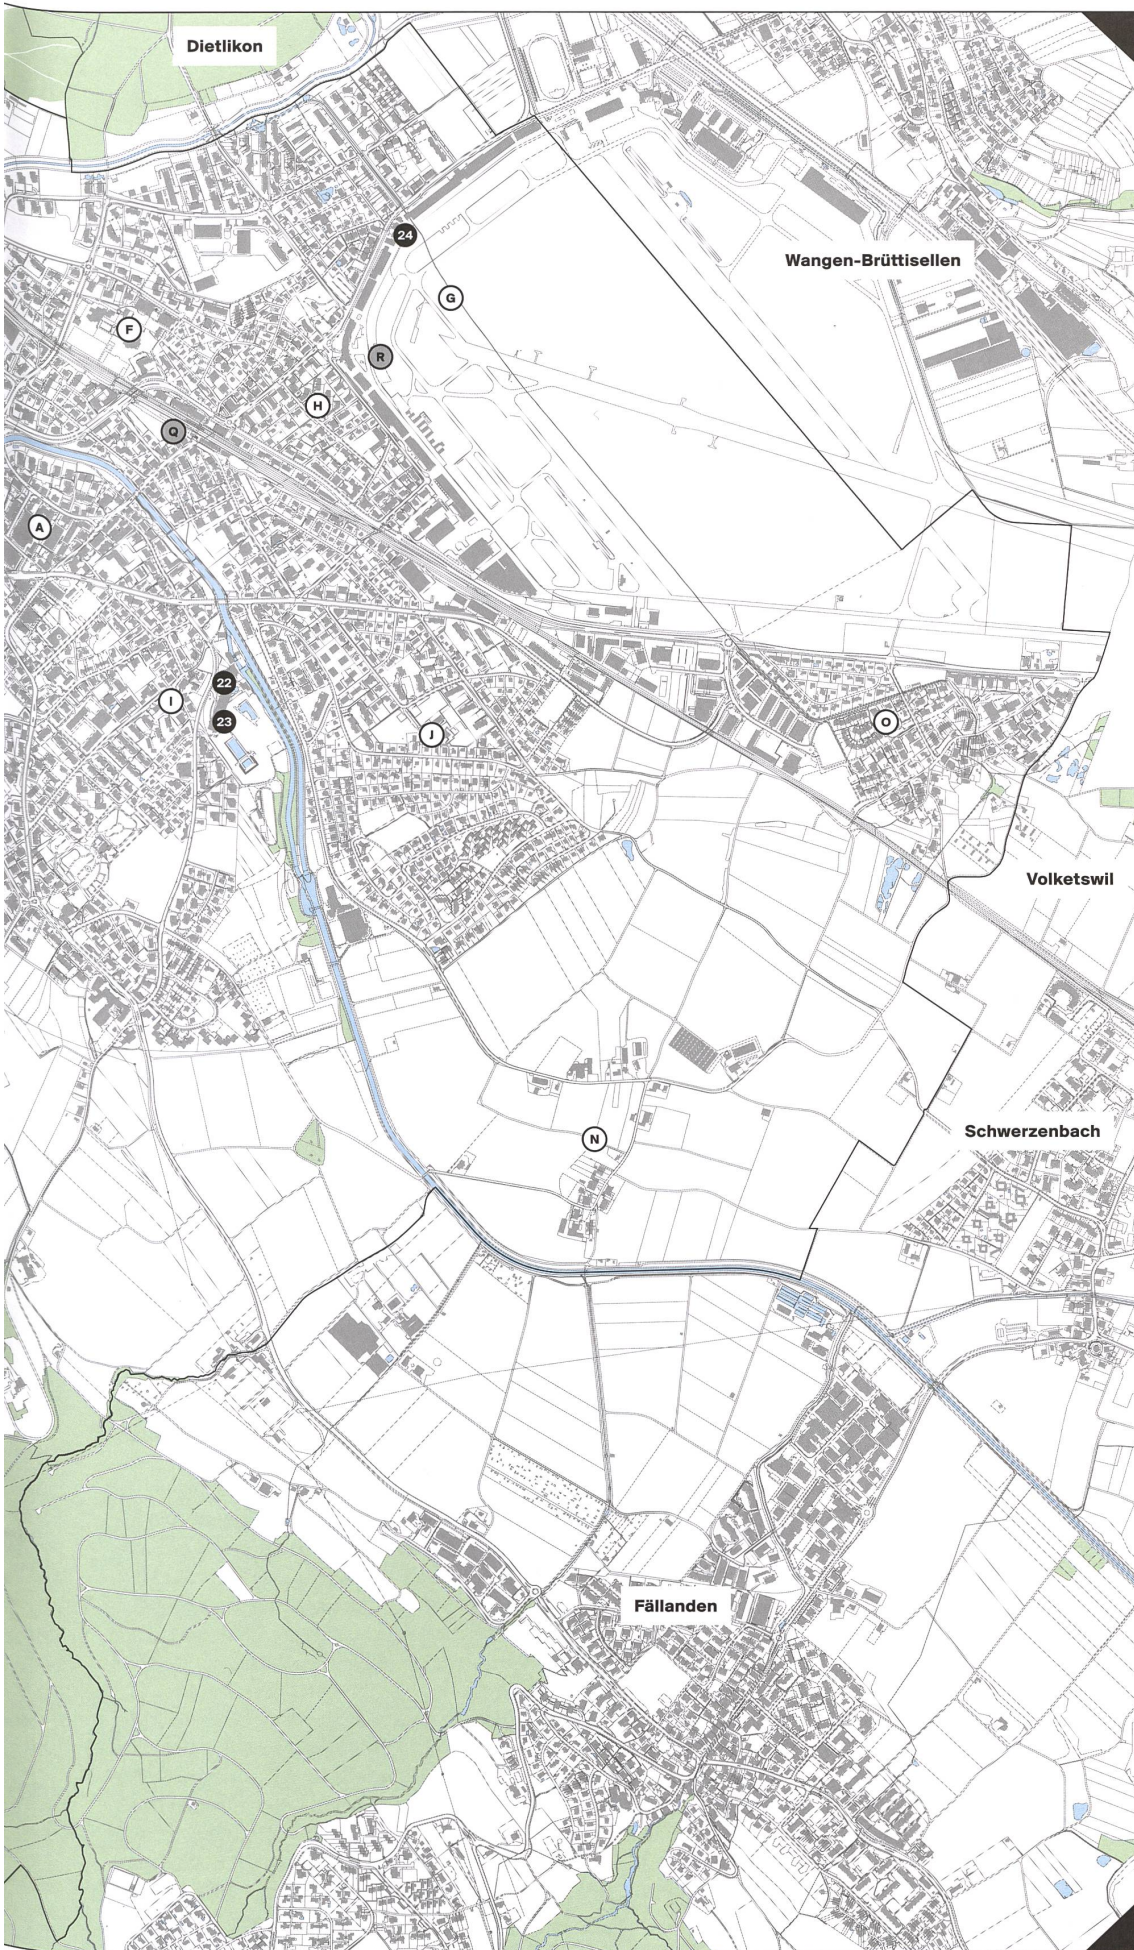 Dietlikon
24
Wangen-Brüttisellen
G
F
R
H
Q
A
22
I
23
O
J
Volketswil
Schwerzenbach
N
Fällanden